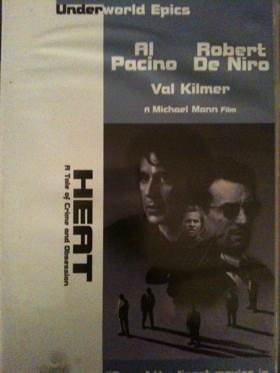 Underworld Epics
Al Robert
Pacino De Niro
Val Kilmer
A Michael Mann Film
HEAT
A Tale of Crime and Obsession